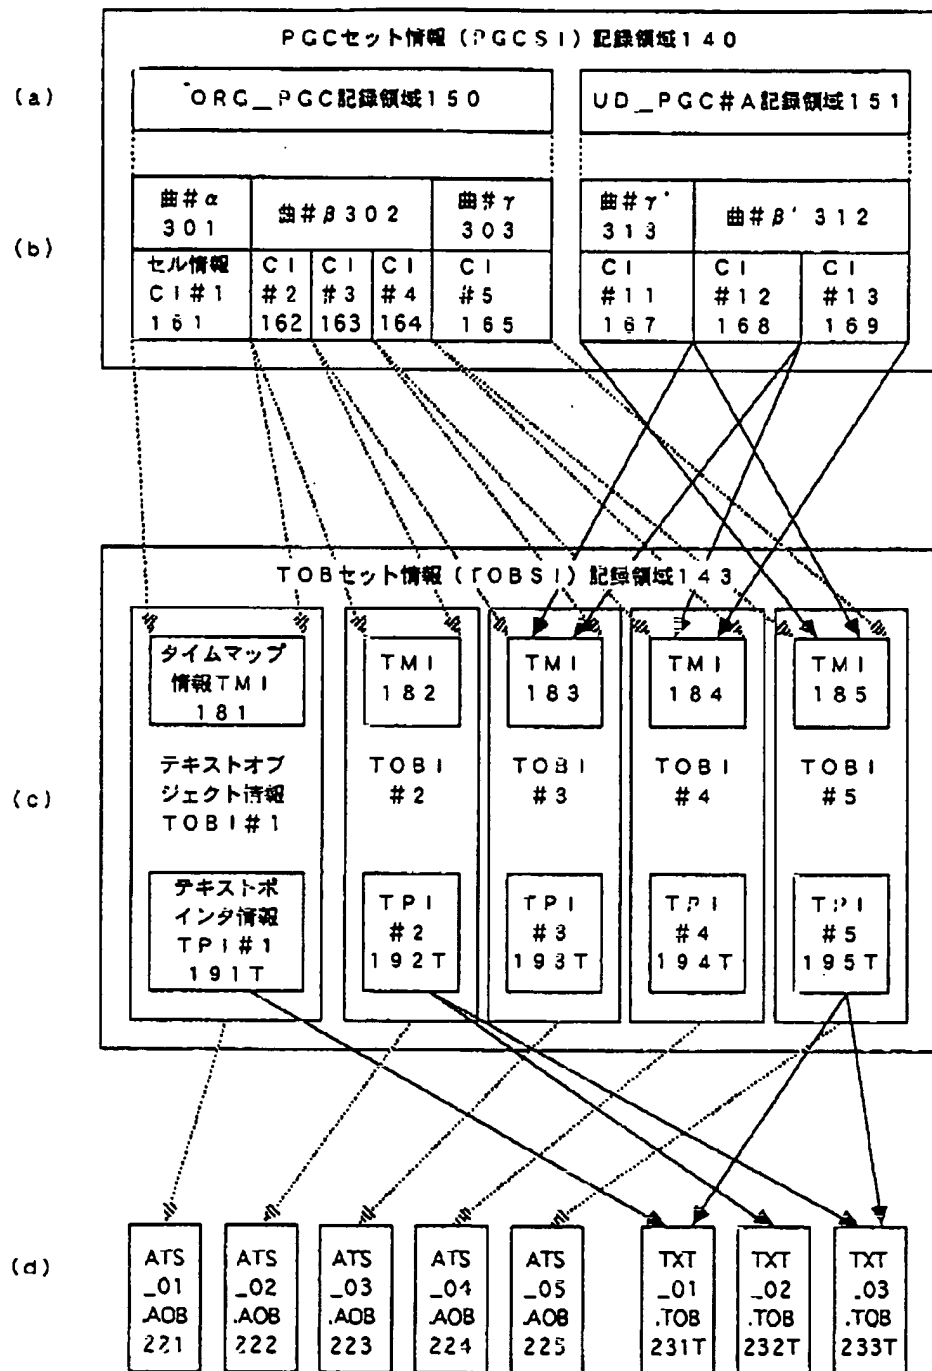 PGCセット情報(PGCSI)記録領域140
(a)
ORG_PGC記録領域150
UD_PGC#A記録領域151
(b)
曲#α
301
曲#β302
曲#γ
303
曲#γ'
313
曲#β'312
セル情報
CI#1
161
CI
#2
162
CI
#3
163
CI
#4
164
CI
#5
165
CI
#11
167
CI
#12
168
CI
#13
169
TOBセット情報(TOBSI)記録領域143
(c)
タイムマップ
情報TMI
181
TMI
182
TMI
183
TMI
184
TMI
185
テキストオブ
ジェクト情報
TOBI#1
TOBI
#2
TOBI
#3
TOBI
#4
TOBI
#5
テキストポ
インタ情報
TPI#1
191T
TPI
#2
192T
TPI
#3
193T
TPI
#4
194T
TPI
#5
195T
(d)
ATS
_01
.AOB
221
ATS
_02
.AOB
222
ATS
_03
.AOB
223
ATS
_04
.AOB
224
ATS
_05
.AOB
225
TXT
_01
.TOB
231T
TXT
_02
.TOB
232T
TXT
_03
.TOB
233T